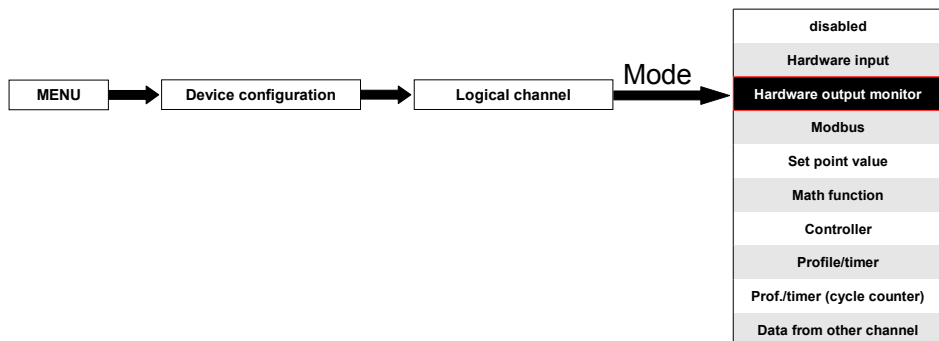 MENU
Device configuration
Logical channel
Mode
disabled
Hardware input
Hardware output monitor
Modbus
Set point value
Math function
Controller
Profile/timer
Prof./timer (cycle counter)
Data from other channel